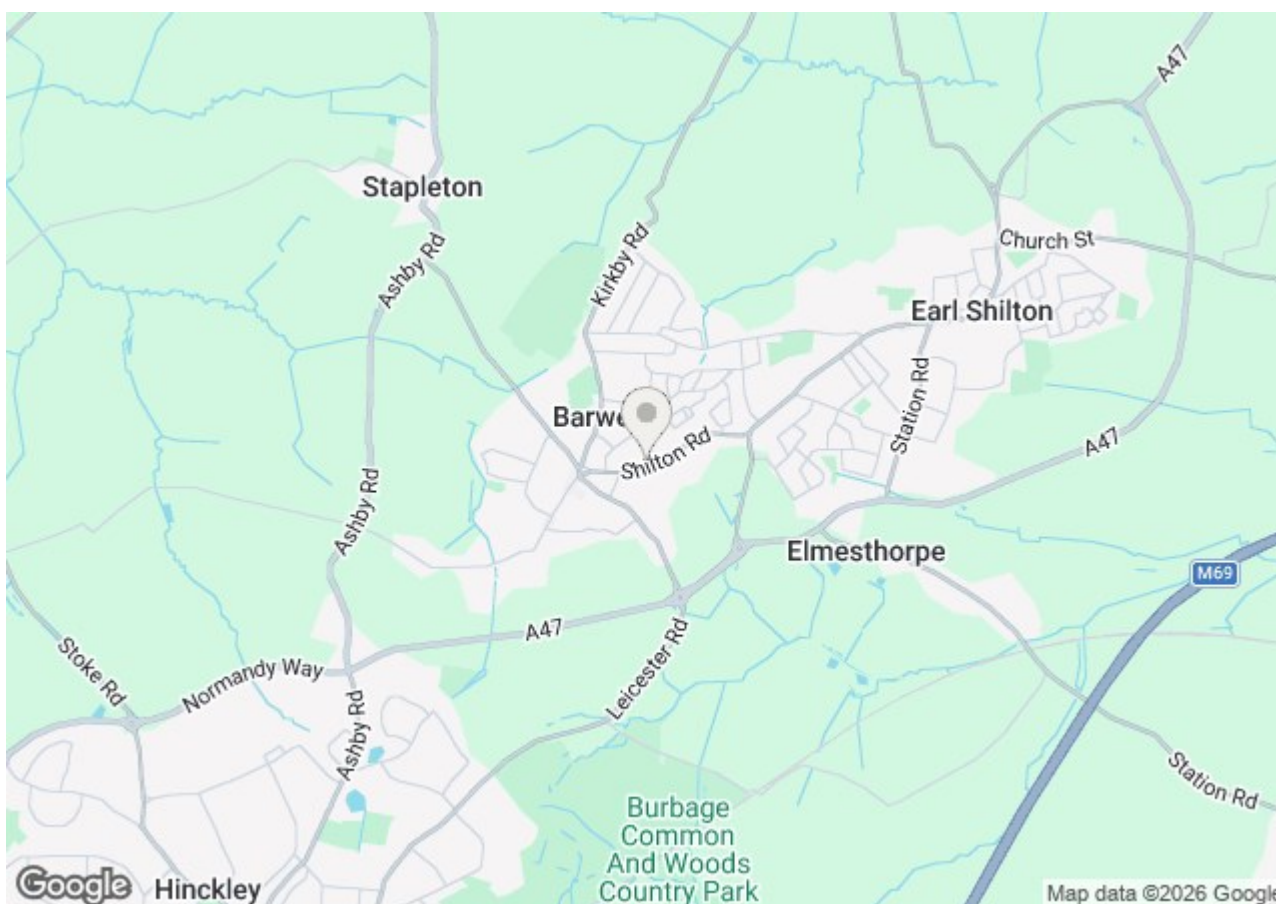 A47
Stapleton
Church St
Kirkby Rd
Ashby Rd
Earl Shilton
Station Rd
Barwe
Shilton Rd
A47
Ashby Rd
Elmesthorpe
M69
A47
Stoke Rd
Normandy Way
Leicester Rd
Ashby Rd
Station Rd
Burbage
Common
And Woods
Country Park
Google
Hinckley
Map data ©2026 Google